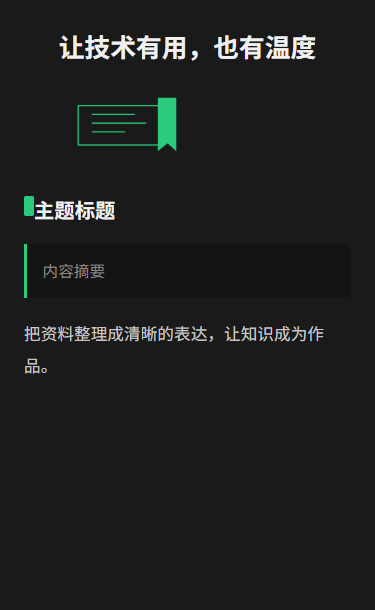 让技术有用，也有温度
主题标题
内容摘要
把资料整理成清晰的表达，让知识成为作
品。